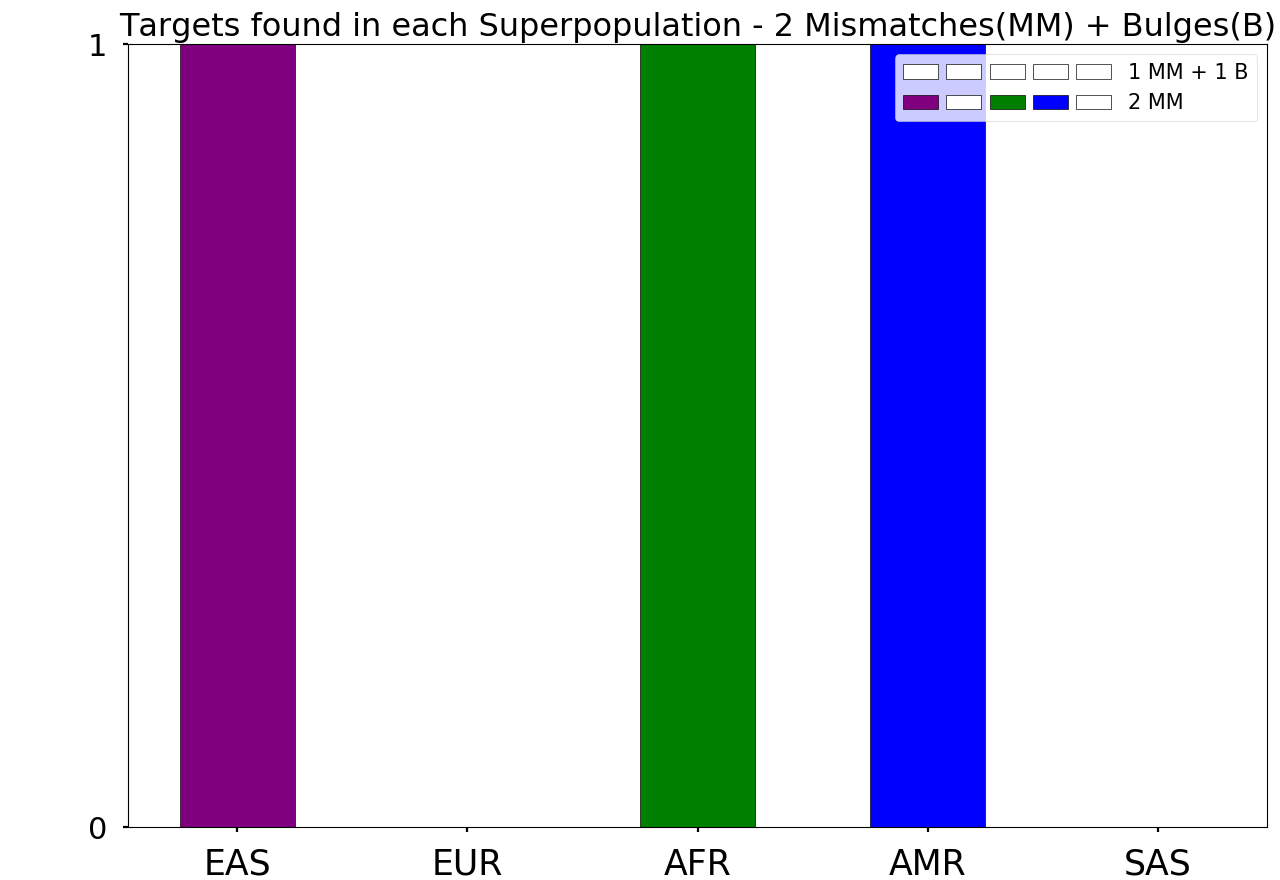 Targets found in each Superpopulation - 2 Mismatches(MM) + Bulges(B)
1
1 MM + 1 B
2 MM
0
EAS EUR AFR AMR SAS